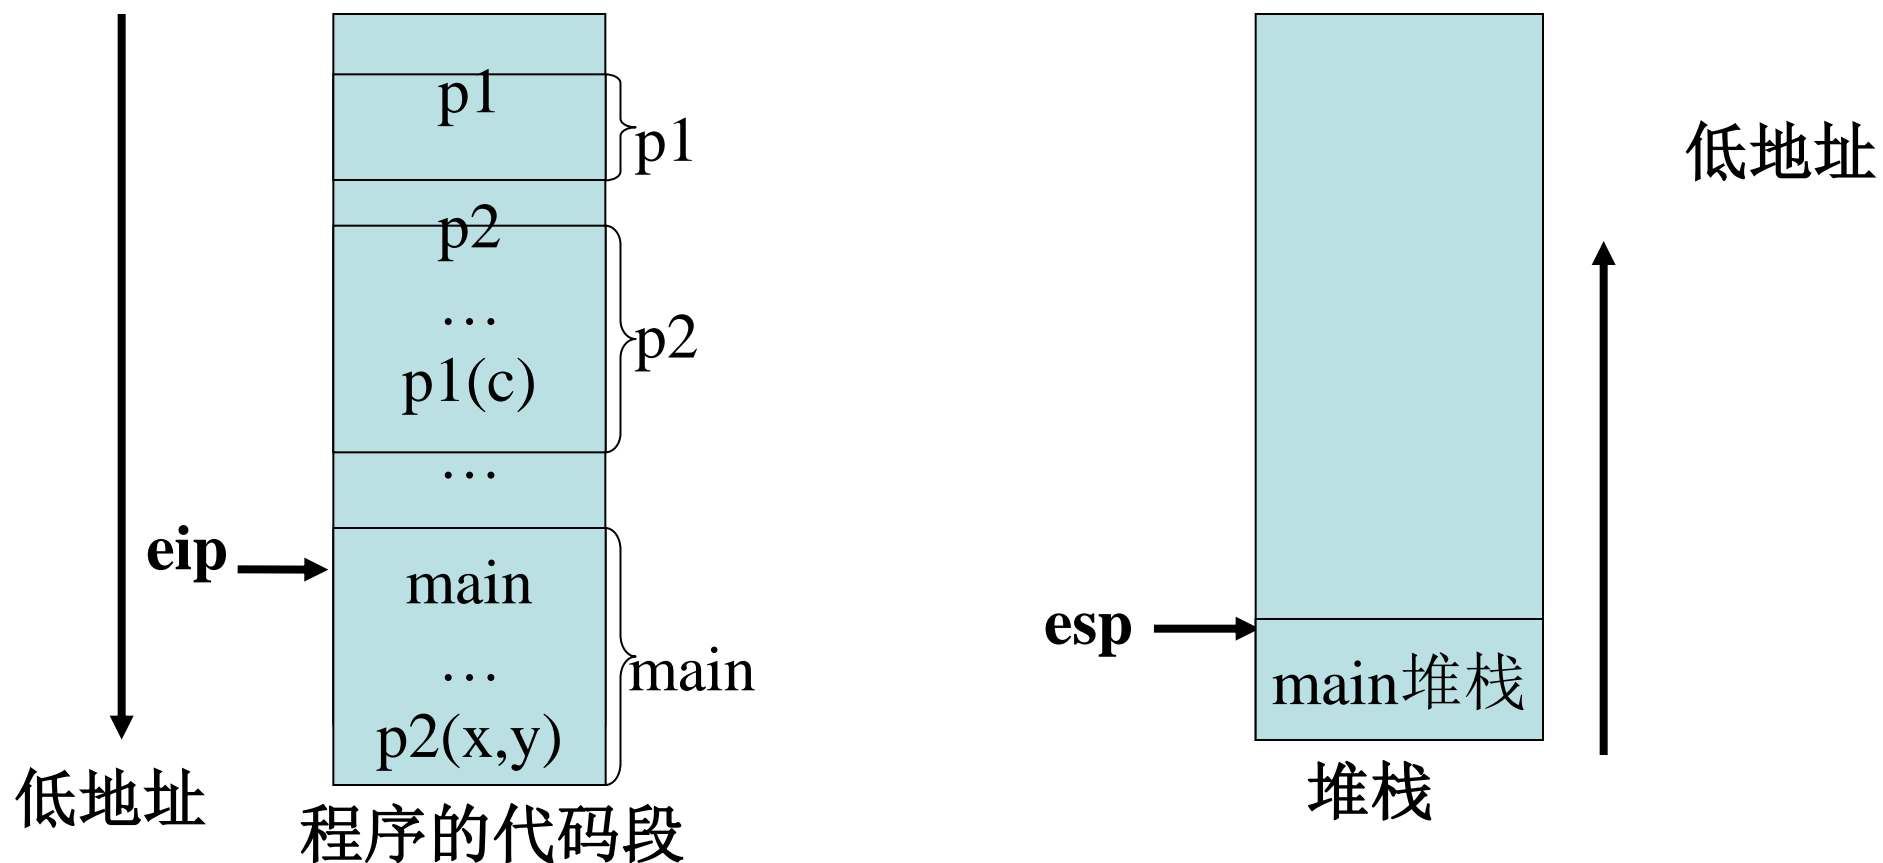 p1
p1
p2
…
p2
p1(c)
…
eip
main
…
main
p2(x,y)
低地址
程序的代码段
低地址
esp
main堆栈
堆栈